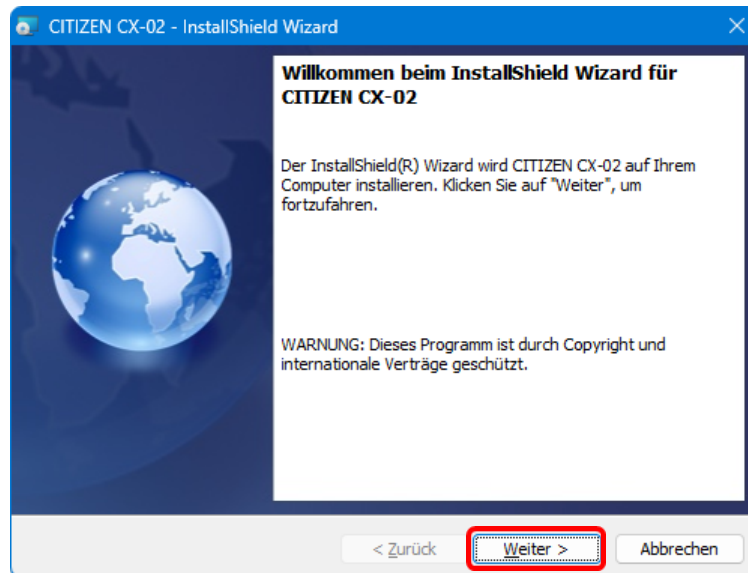 CITIZEN CX-02 - InstallShield Wizard
Willkommen beim InstallShield Wizard für
CITIZEN CX-02
Der InstallShield(R) Wizard wird CITIZEN CX-02 auf Ihrem
Computer installieren. Klicken Sie auf "Weiter", um
fortzufahren.
WARNUNG: Dieses Programm ist durch Copyright und
internationale Verträge geschützt.
< Zurück Weiter > Abbrechen